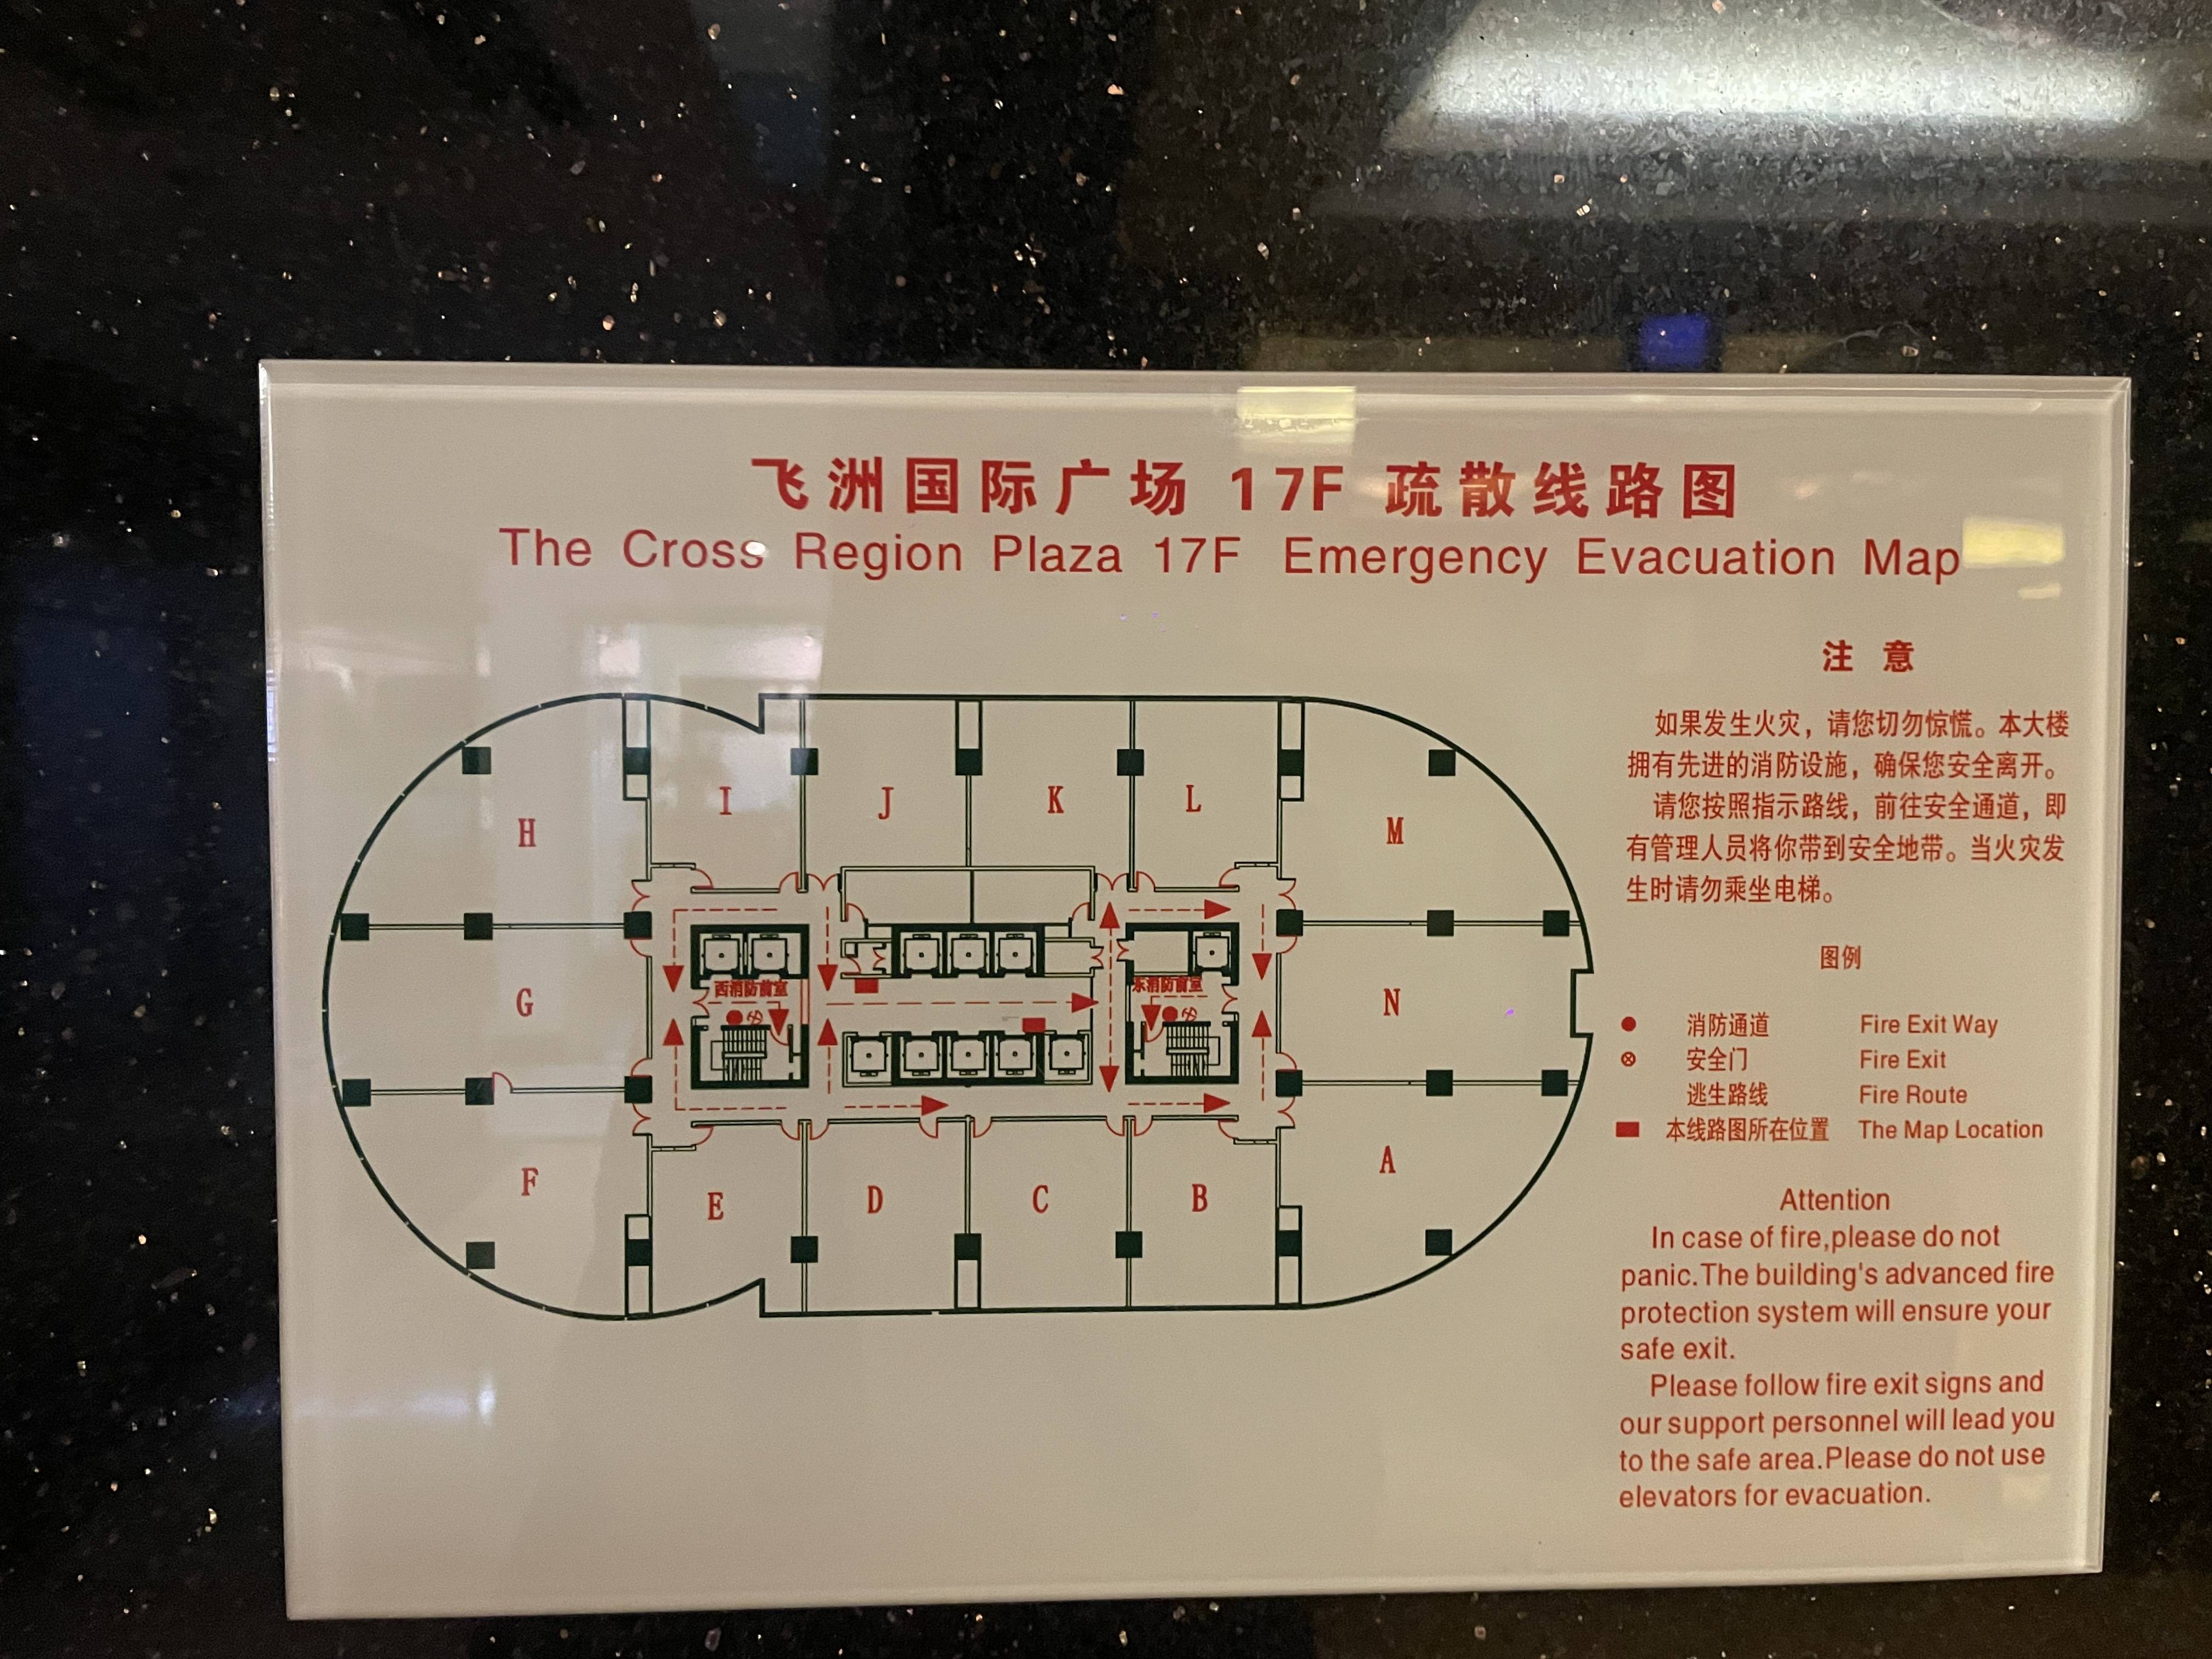 飞洲国际广场 17F 疏散线路图
The Cross Region Plaza 17F Emergency Evacuation Map
注 意
如果发生火灾，请您切勿惊慌。本大楼
拥有先进的消防设施，确保您安全离开。
请您按照指示路线，前往安全通道，即
有管理人员将你带到安全地带。当火灾发
生时请勿乘坐电梯。
H
I
J
K
L
M
G
西消防前室
东消防前室
N
F
E
D
C
B
A
图例
消防通道 Fire Exit Way
安全门 Fire Exit
逃生路线 Fire Route
本线路图所在位置 The Map Location
Attention
In case of fire,please do not
panic.The building's advanced fire
protection system will ensure your
safe exit.
Please follow fire exit signs and
our support personnel will lead you
to the safe area.Please do not use
elevators for evacuation.